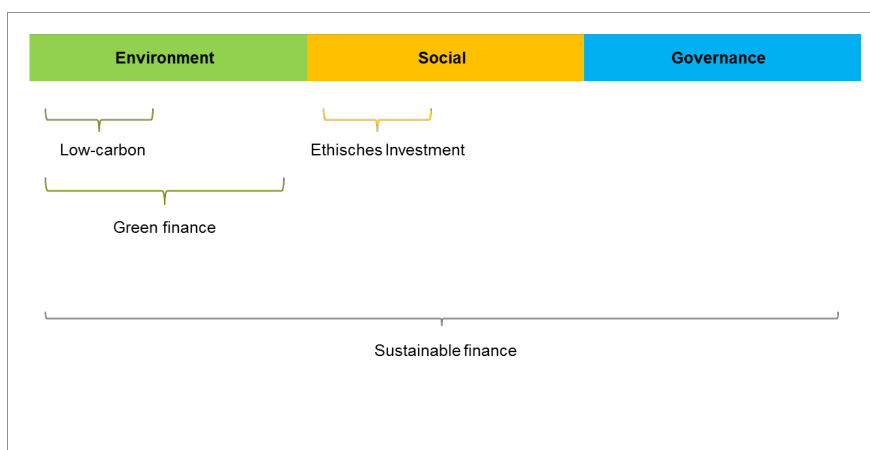 Environment
Social
Governance
Low-carbon
Ethisches Investment
Green finance
Sustainable finance